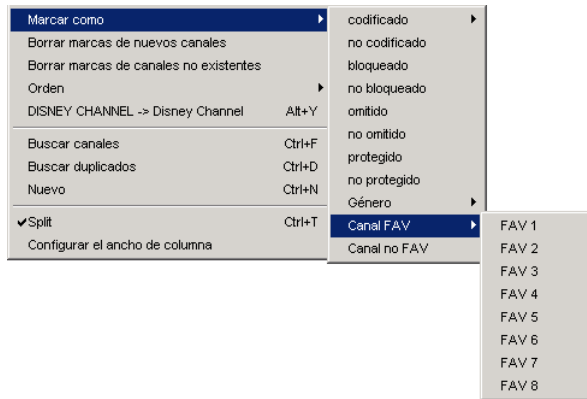 Marcar como
Borrar marcas de nuevos canales
Borrar marcas de canales no existentes
Orden
DISNEY CHANNEL -> Disney Channel Alt+Y
Buscar canales Ctrl+F
Buscar duplicados Ctrl+D
Nuevo Ctrl+N
Split Ctrl+T
Configurar el ancho de columna
codificado
no codificado
bloqueado
no bloqueado
omitido
no omitido
protegido
no protegido
Género
Canal FAV
Canal no FAV
FAV 1
FAV 2
FAV 3
FAV 4
FAV 5
FAV 6
FAV 7
FAV 8